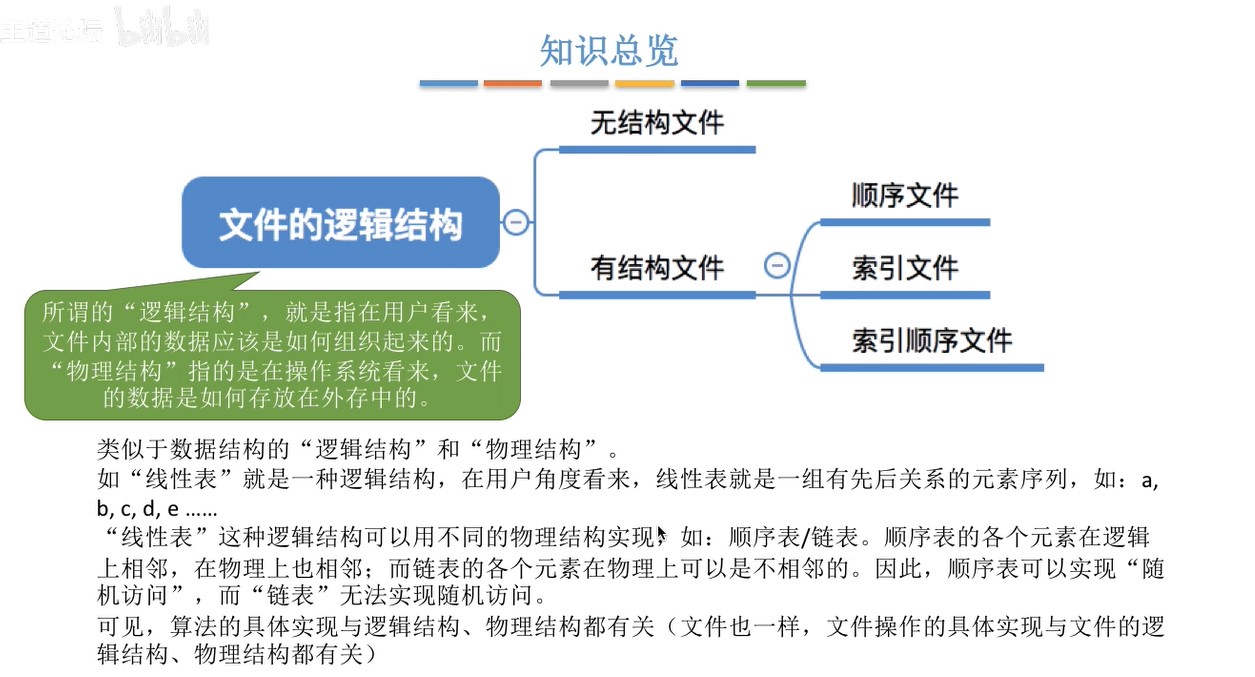 王道论坛 bilibili
知识总览
无结构文件
顺序文件
文件的逻辑结构
有结构文件
索引文件
索引顺序文件
所谓的“逻辑结构”，就是指在用户看来，
文件内部的数据应该是如何组织起来的。而
“物理结构”指的是在操作系统看来，文件
的数据是如何存放在外存中的。
类似于数据结构的“逻辑结构”和“物理结构”。
如“线性表”就是一种逻辑结构，在用户角度看来，线性表就是一组有先后关系的元素序列，如：a,
b, c, d, e ……
“线性表”这种逻辑结构可以用不同的物理结构实现，如：顺序表/链表。顺序表的各个元素在逻辑
上相邻，在物理上也相邻；而链表的各个元素在物理上可以是不相邻的。因此，顺序表可以实现“随
机访问”，而“链表”无法实现随机访问。
可见，算法的具体实现与逻辑结构、物理结构都有关（文件也一样，文件操作的具体实现与文件的逻
辑结构、物理结构都有关）